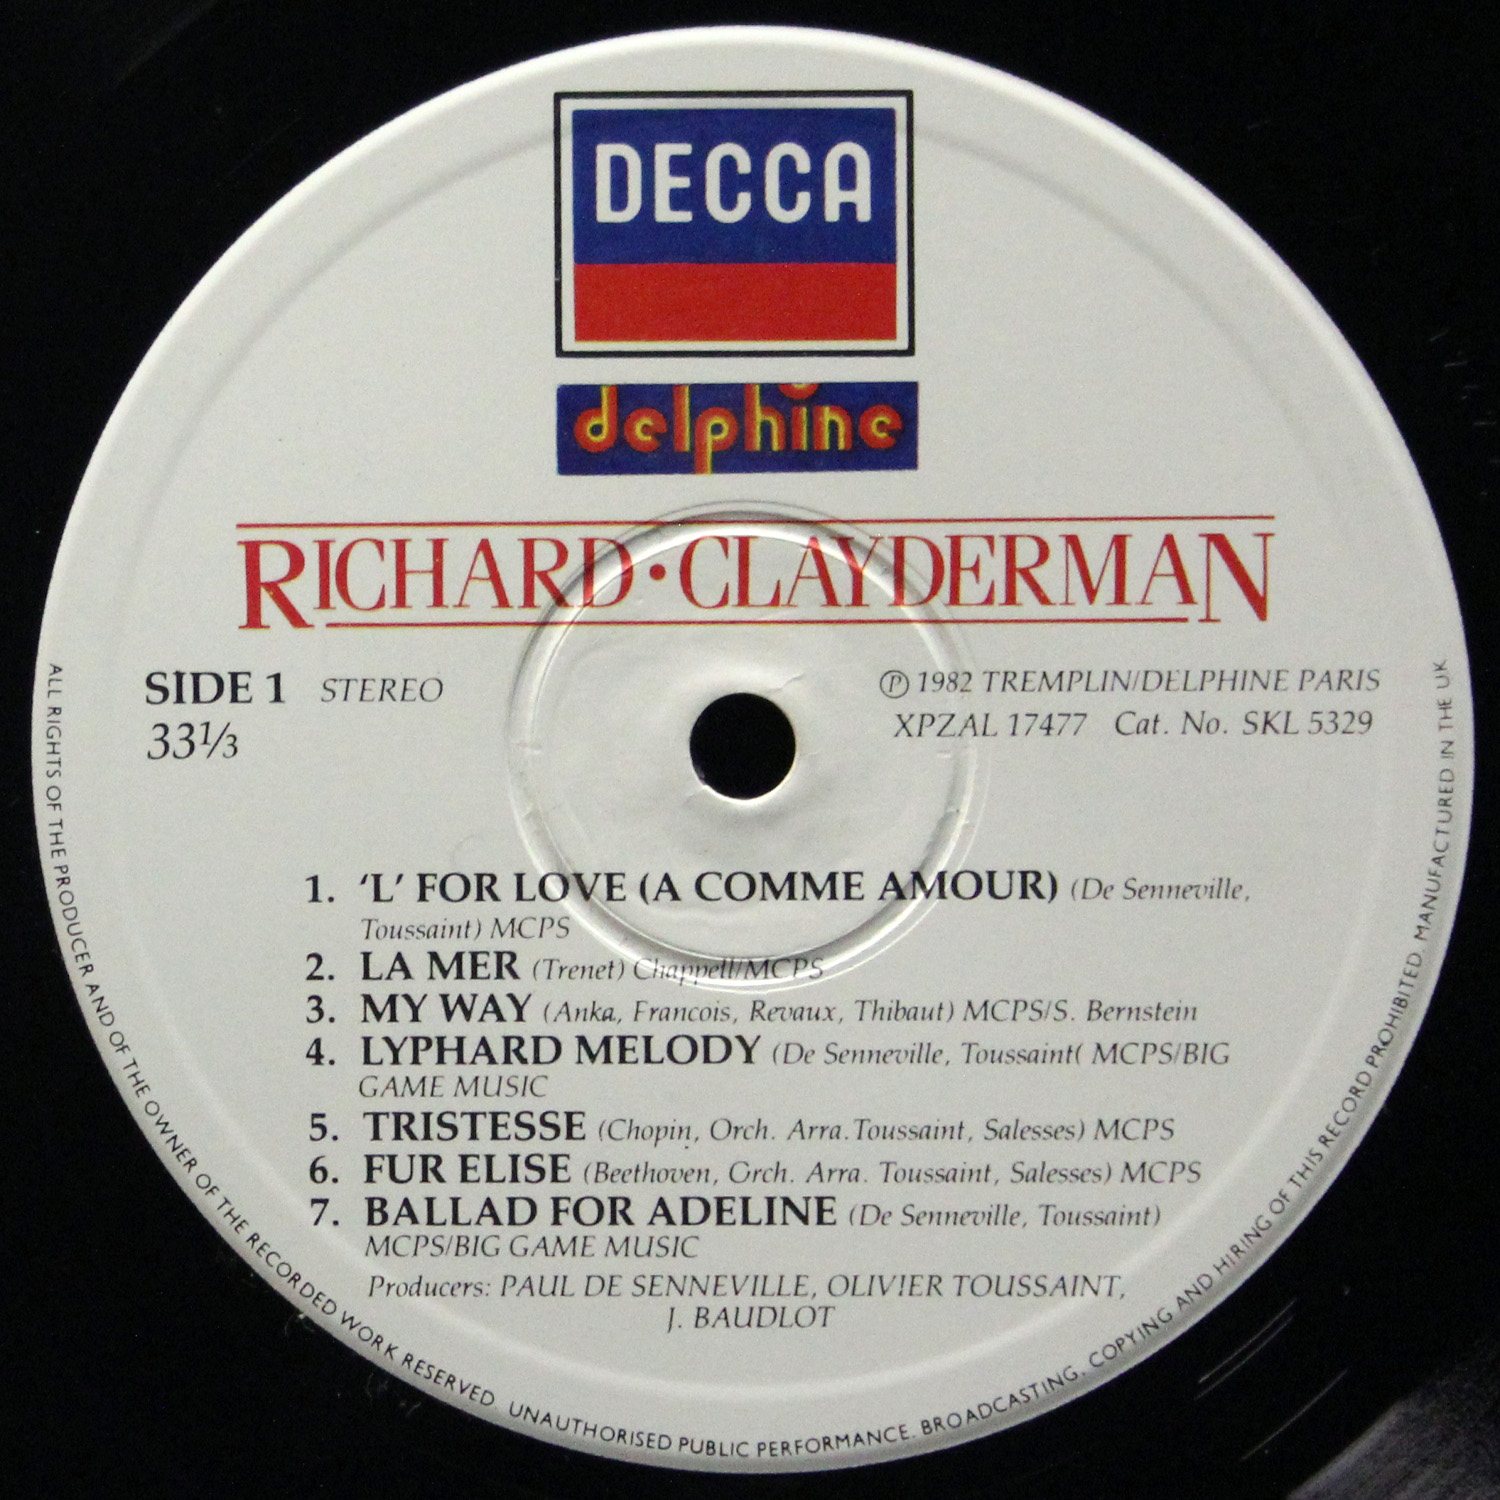 DECCA
delphine
RICHARD · CLAYDERMAN
SIDE 1 STEREO
33⅓
℗ 1982 TREMPLIN/DELPHINE PARIS
XPZAL 17477 Cat. No. SKL 5329
1. 'L' FOR LOVE (A COMME AMOUR) (De Senneville,
Toussaint) MCPS
2. LA MER (Trenet) Chappell/MCPS
3. MY WAY (Anka, Francois, Revaux, Thibaut) MCPS/S. Bernstein
4. LYPHARD MELODY (De Senneville, Toussaint( MCPS/BIG
GAME MUSIC
5. TRISTESSE (Chopin, Orch. Arra. Toussaint, Salesses) MCPS
6. FUR ELISE (Beethoven, Orch. Arra. Toussaint, Salesses) MCPS
7. BALLAD FOR ADELINE (De Senneville, Toussaint)
MCPS/BIG GAME MUSIC
Producers: PAUL DE SENNEVILLE, OLIVIER TOUSSAINT,
J. BAUDLOT
ALL RIGHTS OF THE PRODUCER AND OF THE OWNER OF THE RECORDED WORK RESERVED. UNAUTHORISED PUBLIC PERFORMANCE. BROADCASTING. COPYING AND HIRING OF THIS RECORD PROHIBITED. MANUFACTURED IN THE UK